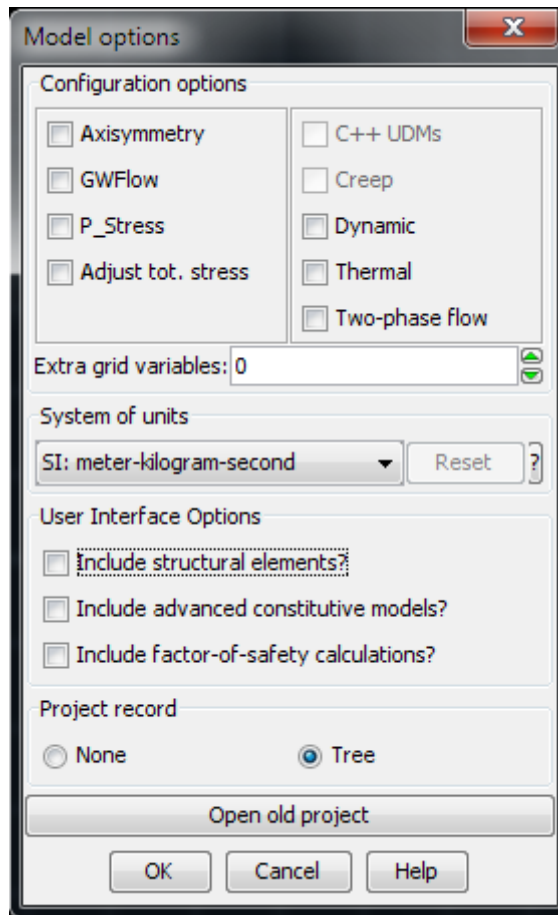 Model options
Configuration options
Axisymmetry
C++ UDMs
GWFlow
Creep
P_Stress
Dynamic
Adjust tot. stress
Thermal
Two-phase flow
Extra grid variables: 0
System of units
SI: meter-kilogram-second
Reset
?
User Interface Options
Include structural elements?
Include advanced constitutive models?
Include factor-of-safety calculations?
Project record
None
Tree
Open old project
OK
Cancel
Help